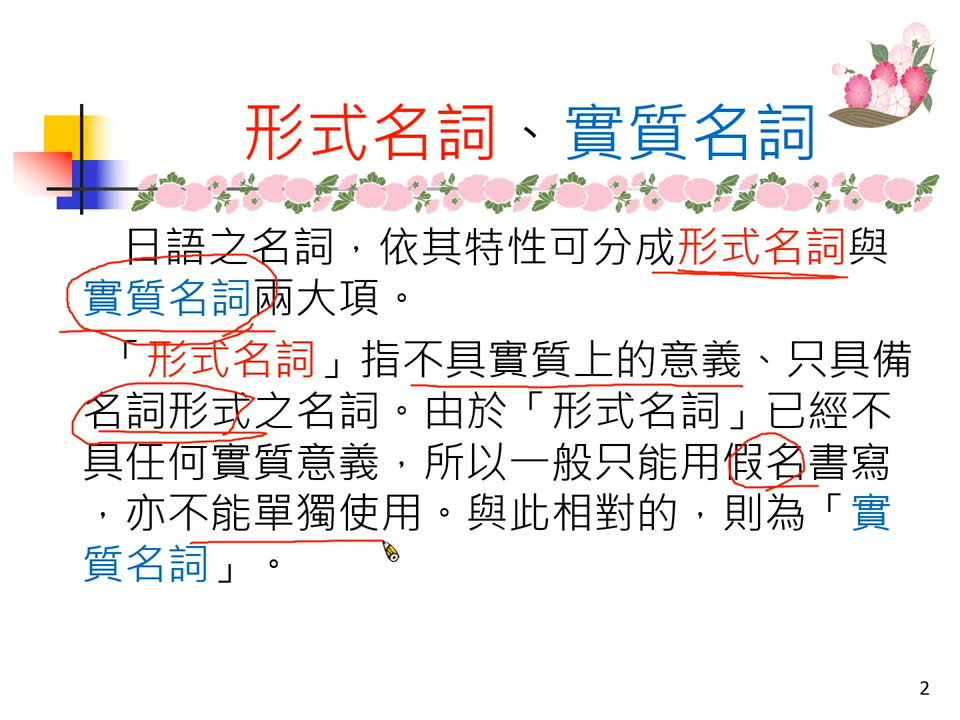 形式名詞、實質名詞
日語之名詞，依其特性可分成形式名詞與
實質名詞兩大項。
「形式名詞」指不具實質上的意義、只具備
名詞形式之名詞。由於「形式名詞」已經不
具任何實質意義，所以一般只能用假名書寫
，亦不能單獨使用。與此相對的，則為「實
質名詞」。
2